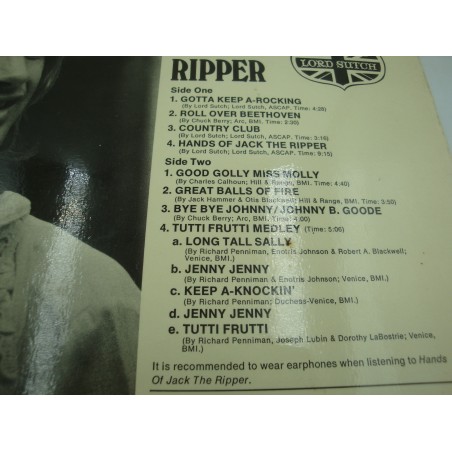 LORD SUTCH
RIPPER
Side One
1. GOTTA KEEP A-ROCKING
(By Lord Sutch; Lord Sutch, ASCAP. Time: 4:25)
2. ROLL OVER BEETHOVEN
(By Chuck Berry; Arc, BMI. Time: 3:30)
3. COUNTRY CLUB
(By Lord Sutch; Lord Sutch, ASCAP. Time: 3:16)
4. HANDS OF JACK THE RIPPER
(By Lord Sutch; Lord Sutch, ASCAP. Time: 9:15)
Side Two
1. GOOD GOLLY MISS MOLLY
(By Charles Calhoun; Hill & Range, BMI. Time: 4:40)
2. GREAT BALLS OF FIRE
(By Jack Hammer & Otis Blackwell; Hill & Range, BMI. Time: 5:50)
3. BYE BYE JOHNNY/JOHNNY B. GOODE
(By Chuck Berry; Arc, BMI. Time: 4:00)
4. TUTTI FRUTTI MEDLEY (Time: 5:06)
a. LONG TALL SALLY
(By Richard Penniman, Enotris Johnson & Robert A. Blackwell;
Venice, BMI.)
b. JENNY JENNY
(By Richard Penniman & Enotris Johnson; Venice, BMI.)
c. KEEP A-KNOCKIN'
(By Richard Penniman; Duchess-Venice, BMI.)
d. JENNY JENNY
e. TUTTI FRUTTI
(By Richard Penniman, Joseph Lubin & Dorothy LaBostrie; Venice,
BMI.)
It is recommended to wear earphones when listening to Hands
Of Jack The Ripper.